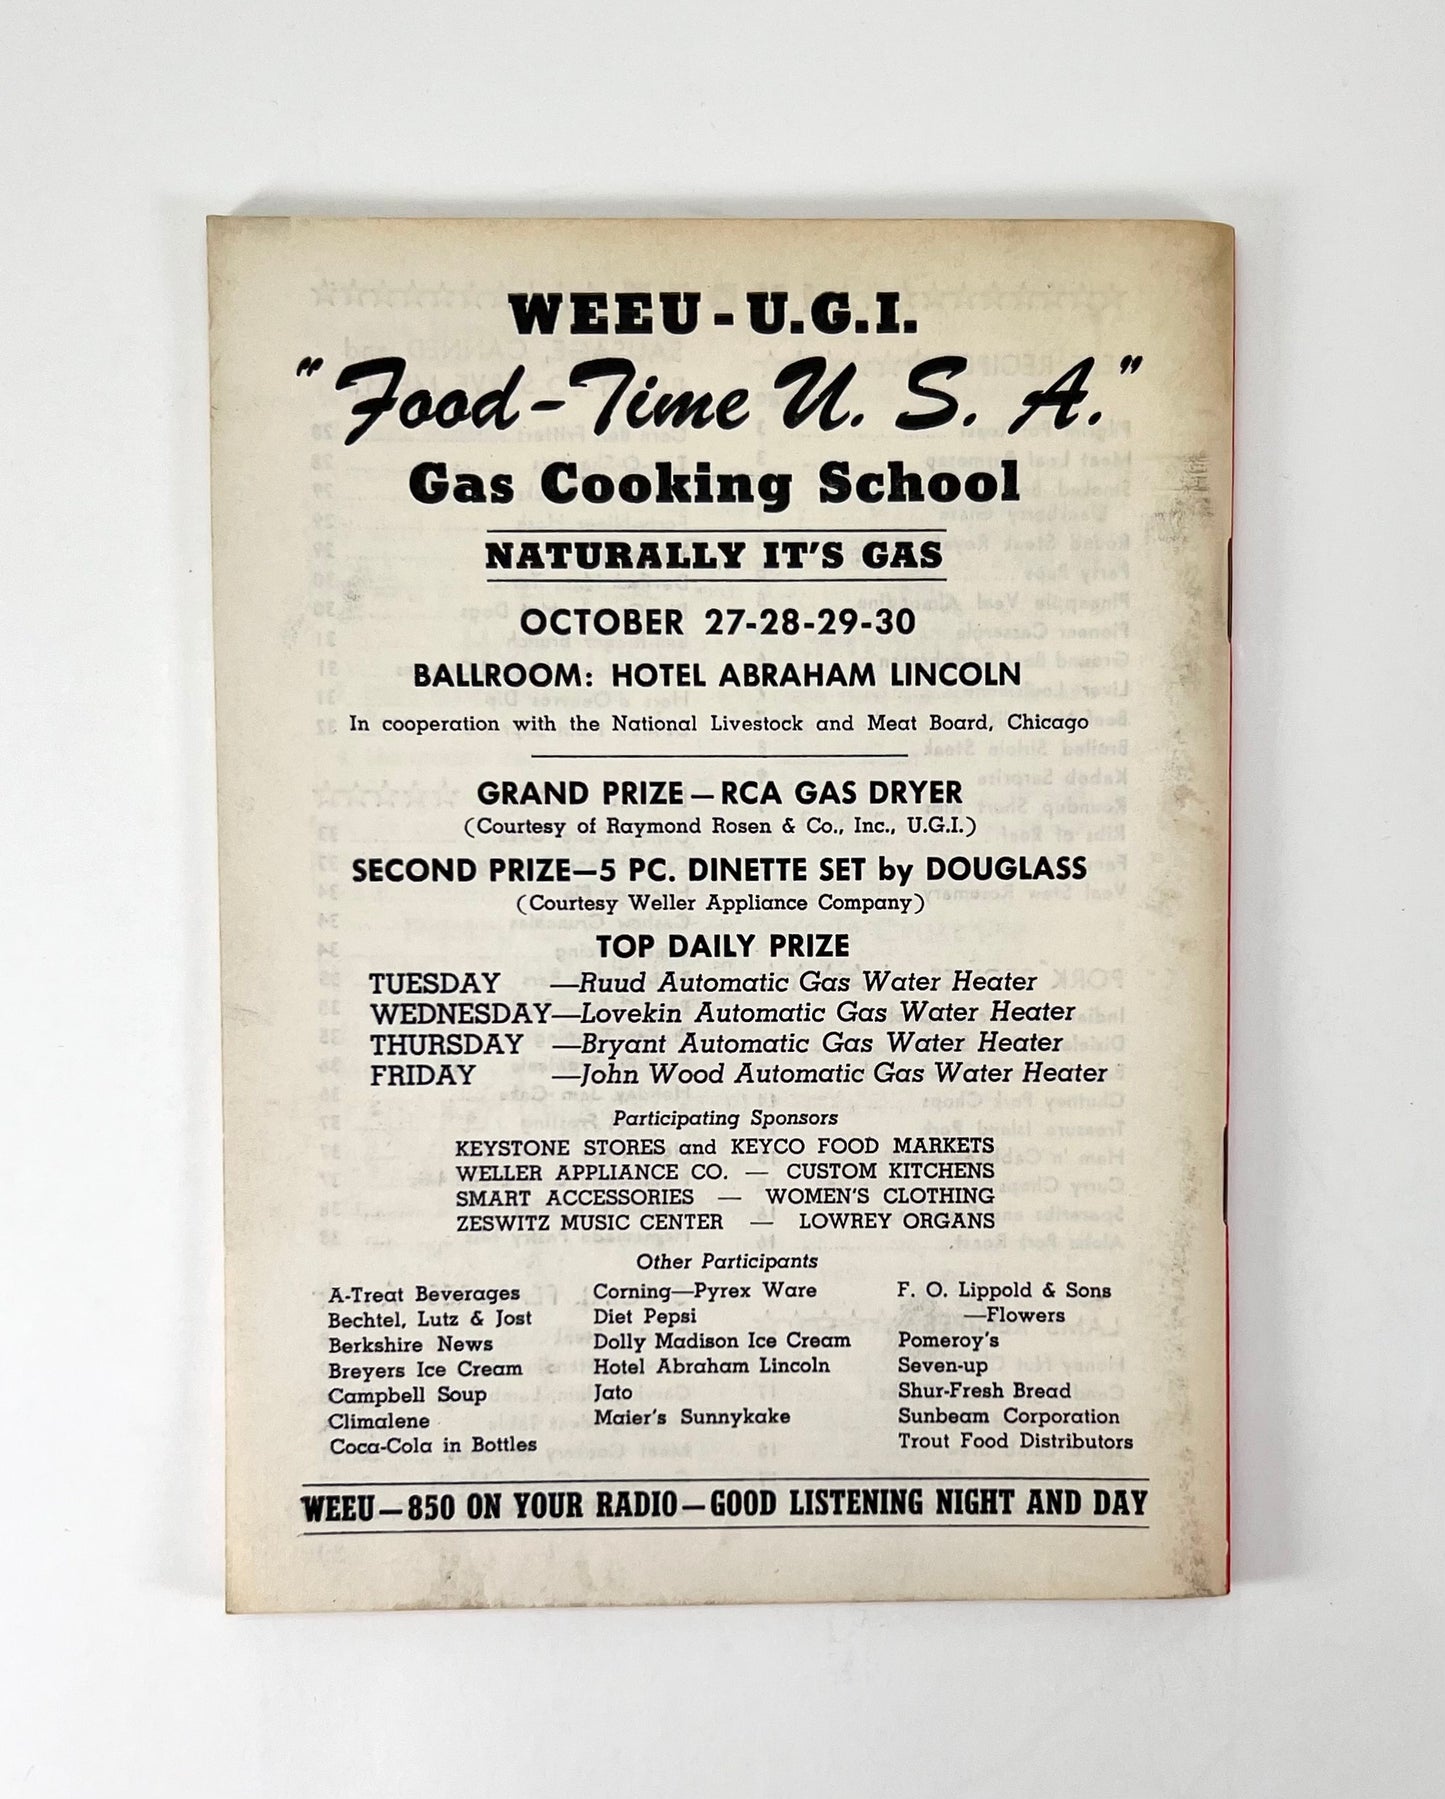 WEEU - U.G.I.
"Food-Time U. S. A."
Gas Cooking School
NATURALLY IT'S GAS
OCTOBER 27-28-29-30
BALLROOM: HOTEL ABRAHAM LINCOLN
In cooperation with the National Livestock and Meat Board, Chicago
GRAND PRIZE—RCA GAS DRYER
(Courtesy of Raymond Rosen & Co., Inc., U.G.I.)
SECOND PRIZE—5 PC. DINETTE SET by DOUGLASS
(Courtesy Weller Appliance Company)
TOP DAILY PRIZE
TUESDAY —Ruud Automatic Gas Water Heater
WEDNESDAY—Lovekin Automatic Gas Water Heater
THURSDAY —Bryant Automatic Gas Water Heater
FRIDAY —John Wood Automatic Gas Water Heater
Participating Sponsors
KEYSTONE STORES and KEYCO FOOD MARKETS
WELLER APPLIANCE CO. — CUSTOM KITCHENS
SMART ACCESSORIES — WOMEN'S CLOTHING
ZESWITZ MUSIC CENTER — LOWREY ORGANS
Other Participants
A-Treat Beverages
Bechtel, Lutz & Jost
Berkshire News
Breyers Ice Cream
Campbell Soup
Climalene
Coca-Cola in Bottles
Corning—Pyrex Ware
Diet Pepsi
Dolly Madison Ice Cream
Hotel Abraham Lincoln
Jato
Maier's Sunnykake
F. O. Lippold & Sons
—Flowers
Pomeroy's
Seven-up
Shur-Fresh Bread
Sunbeam Corporation
Trout Food Distributors
WEEU—850 ON YOUR RADIO—GOOD LISTENING NIGHT AND DAY